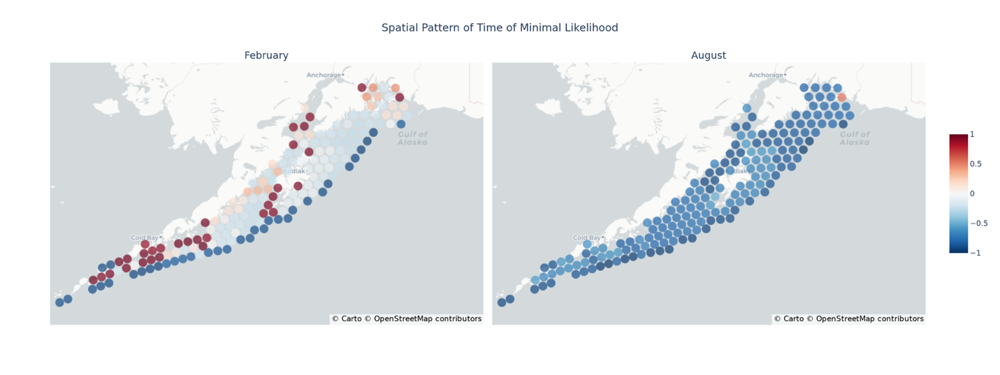 Spatial Pattern of Time of Minimal Likelihood
February
August
Anchorage
Gulf of
Alaska
Kodiak
Cold Bay
© Carto © OpenStreetMap contributors
Anchorage
Gulf of
Alaska
Kodiak
Cold Bay
© Carto © OpenStreetMap contributors
1
0.5
0
−0.5
−1